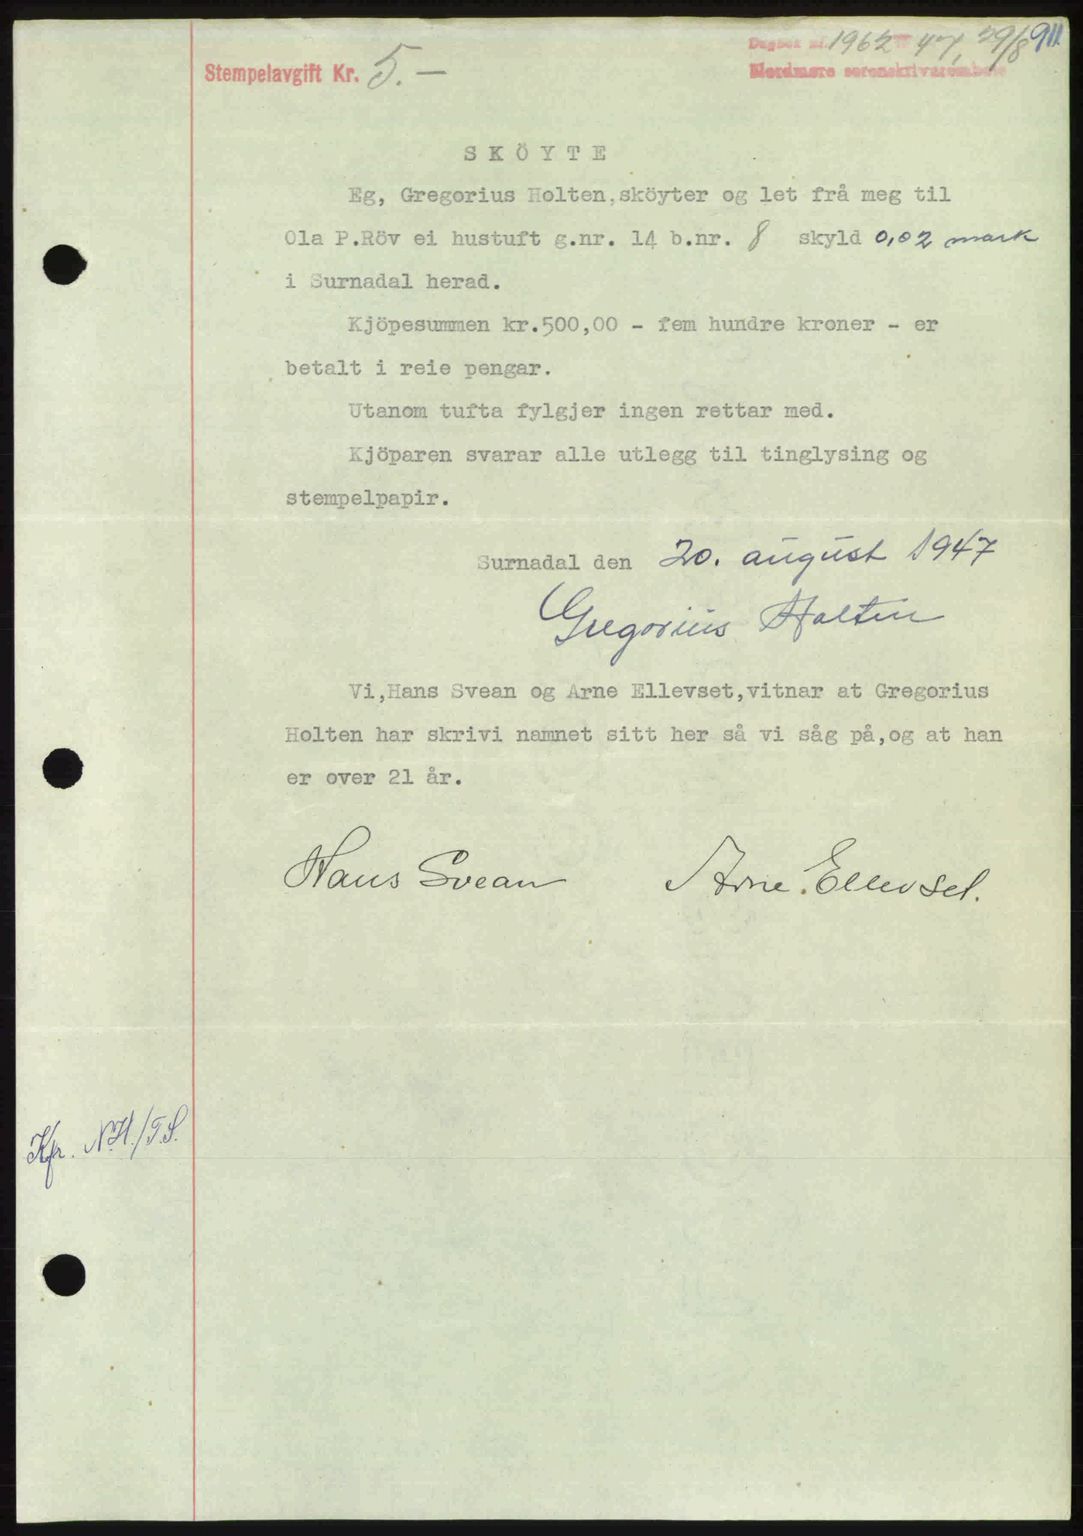 Stempelavgift Kr. 5.—
Dagbok nr. 1962 47, 29/8 911
Nordmøre sorenskrivarembete
SKÖYTE
Eg, Gregorius Holten,sköyter og let frå meg til
Ola P.Röv ei hustuft g.nr. 14 b.nr. 8 skyld 0,02 mark
i Surnadal herad.
Kjöpesummen kr.500,00 - fem hundre kroner - er
betalt i reie pengar.
Utanom tufta fylgjer ingen rettar med.
Kjöparen svarar alle utlegg til tinglysing og
stempelpapir.
Surnadal den 20. august 1947
Gregorius Holten
Vi,Hans Svean og Arne Ellevset,vitnar at Gregorius
Holten har skrivi namnet sitt her så vi såg på,og at han
er over 21 år.
Hans Svean Arne Ellevset.
Kfr. N.H./T.S.